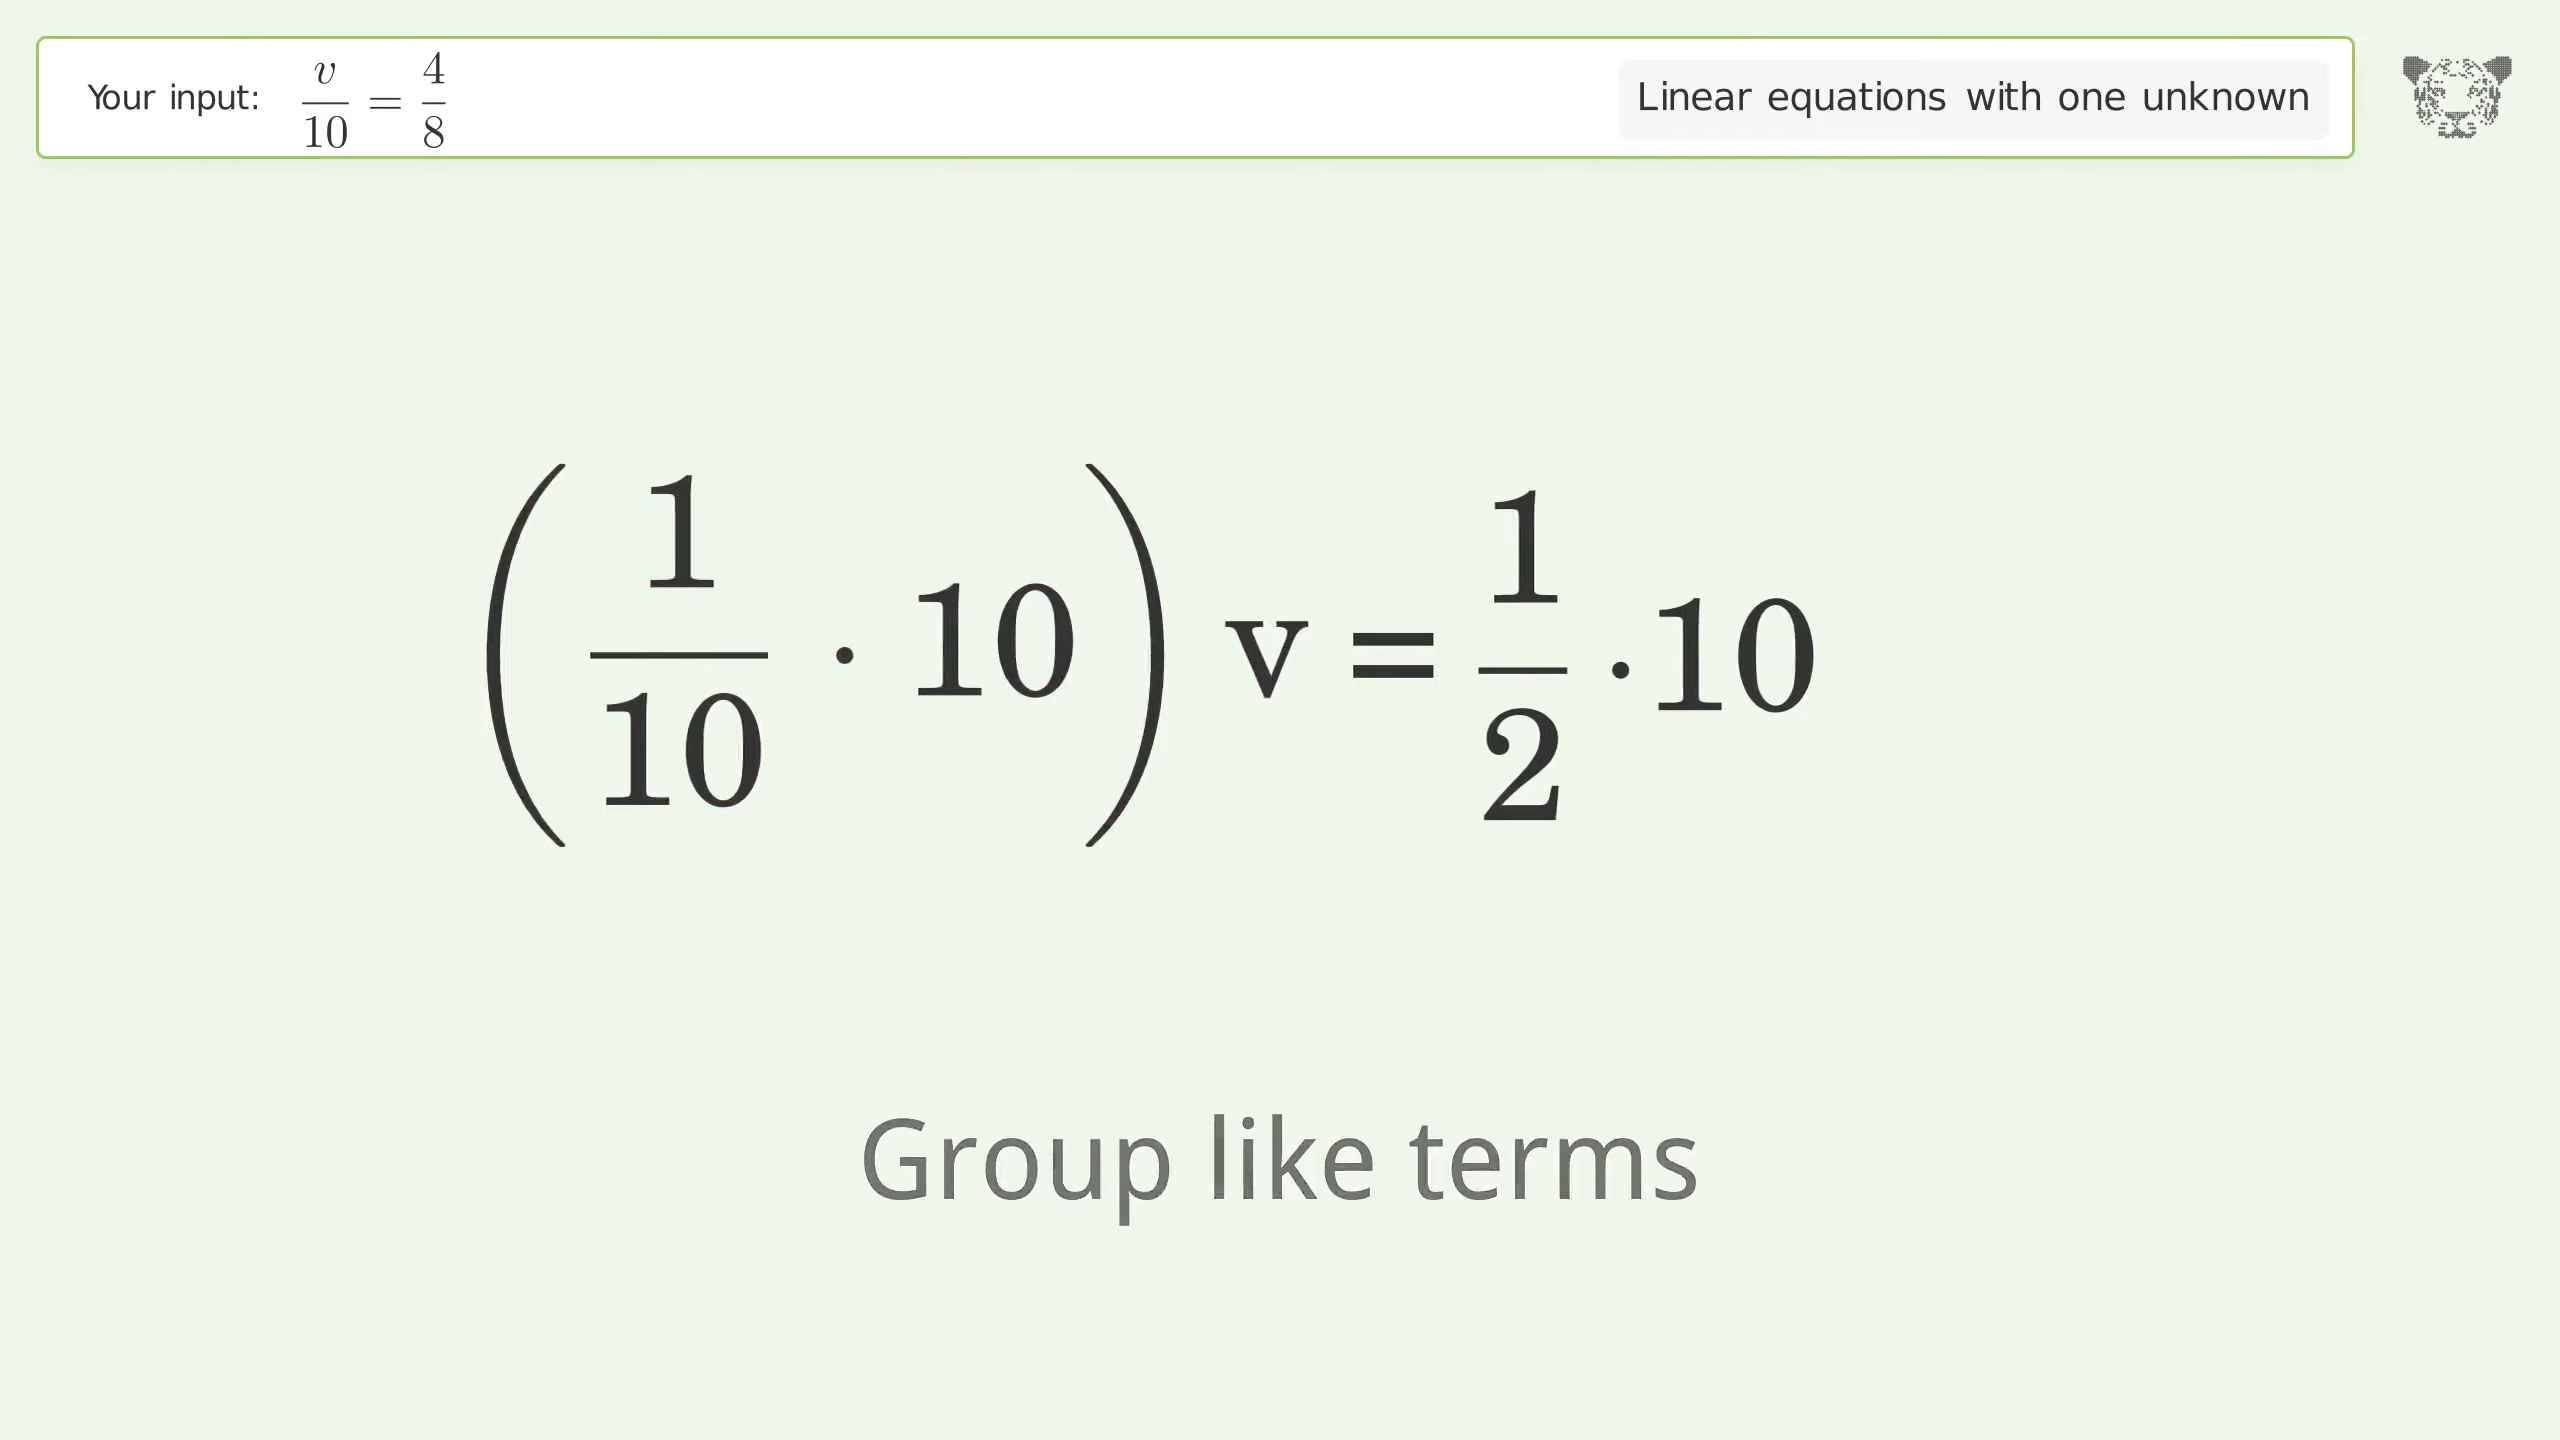 Your input: v/10 = 4/8
Linear equations with one unknown
(1/10 · 10) v = 1/2 · 10
Group like terms